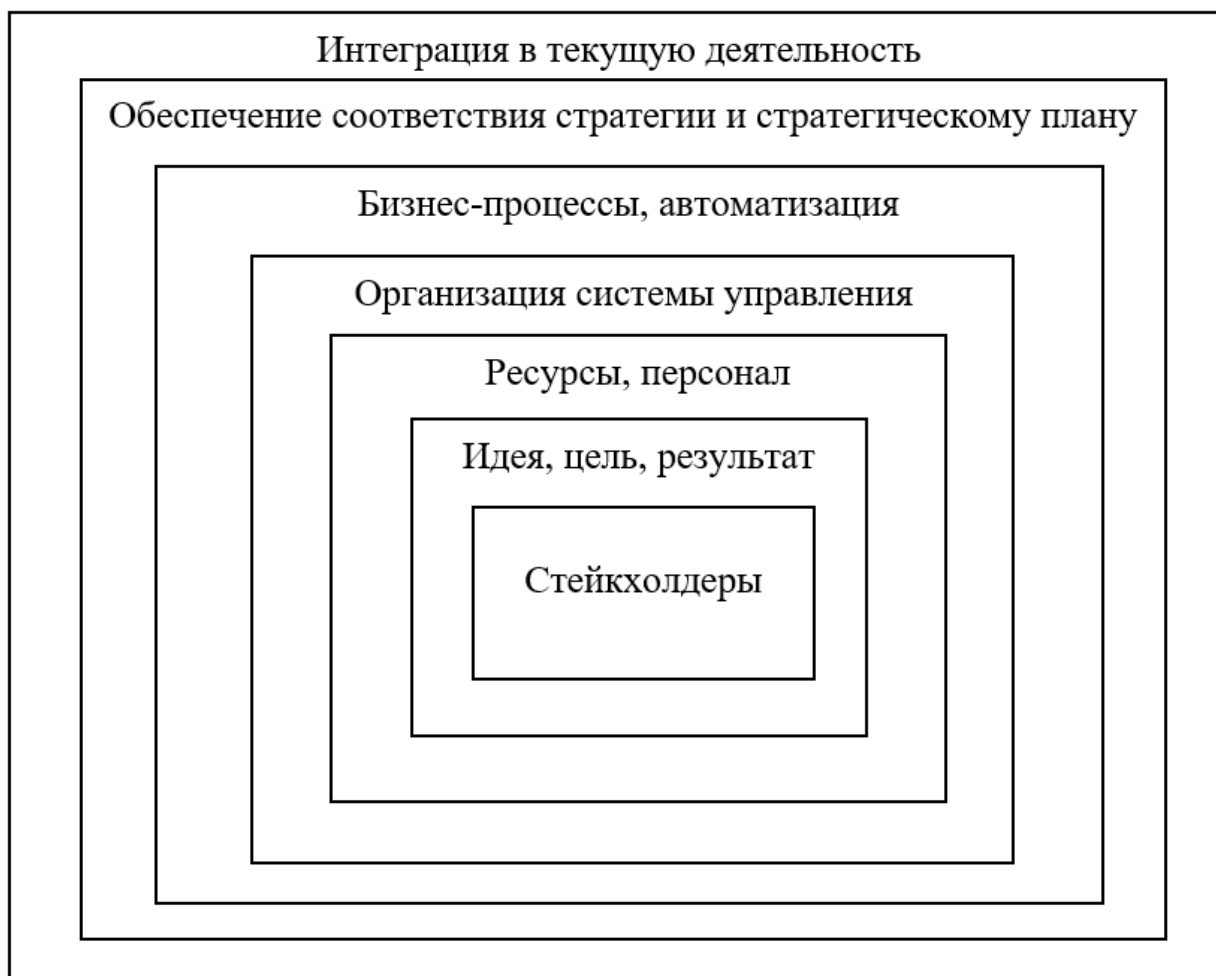 Интеграция в текущую деятельность
Обеспечение соответствия стратегии и стратегическому плану
Бизнес-процессы, автоматизация
Организация системы управления
Ресурсы, персонал
Идея, цель, результат
Стейкхолдеры